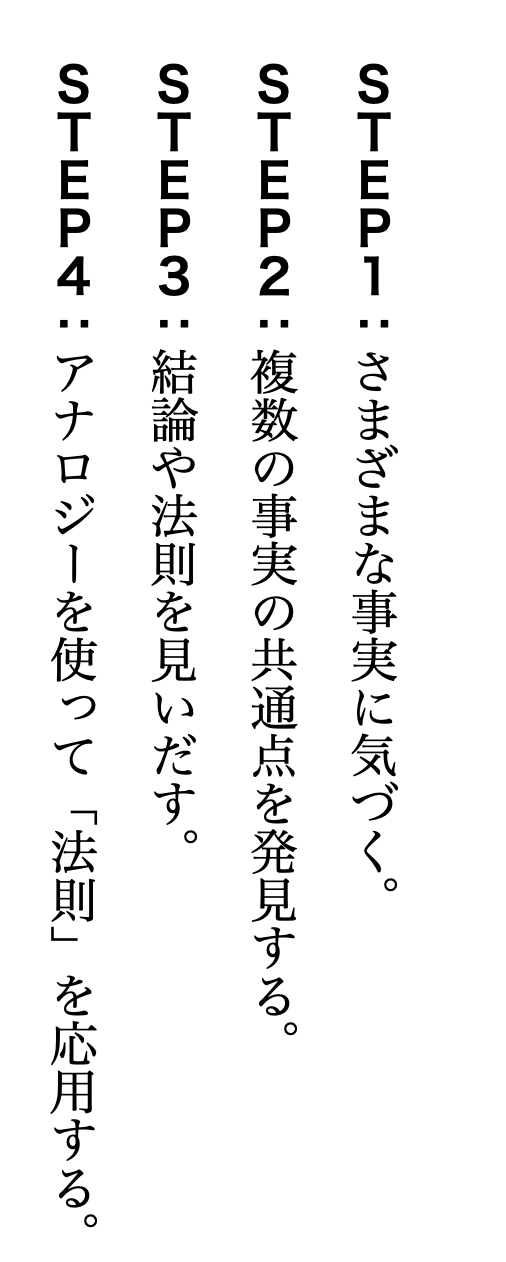 STEP1：さまざまな事実に気づく。
STEP2：複数の事実の共通点を発見する。
STEP3：結論や法則を見いだす。
STEP4：アナロジーを使って「法則」を応用する。